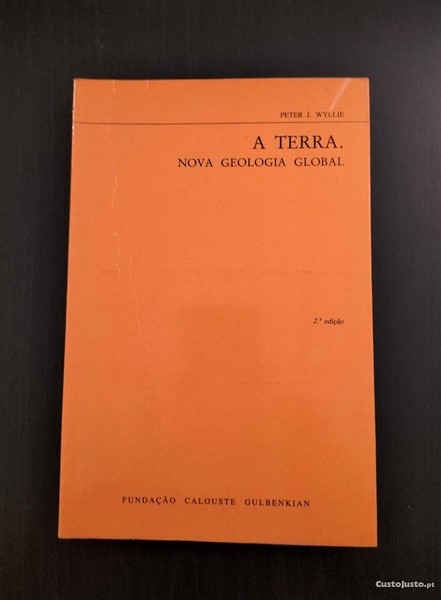 PETER J. WYLLIE
A TERRA.
NOVA GEOLOGIA GLOBAL
2.ª edição
FUNDAÇÃO CALOUSTE GULBENKIAN
CustoJusto.pt